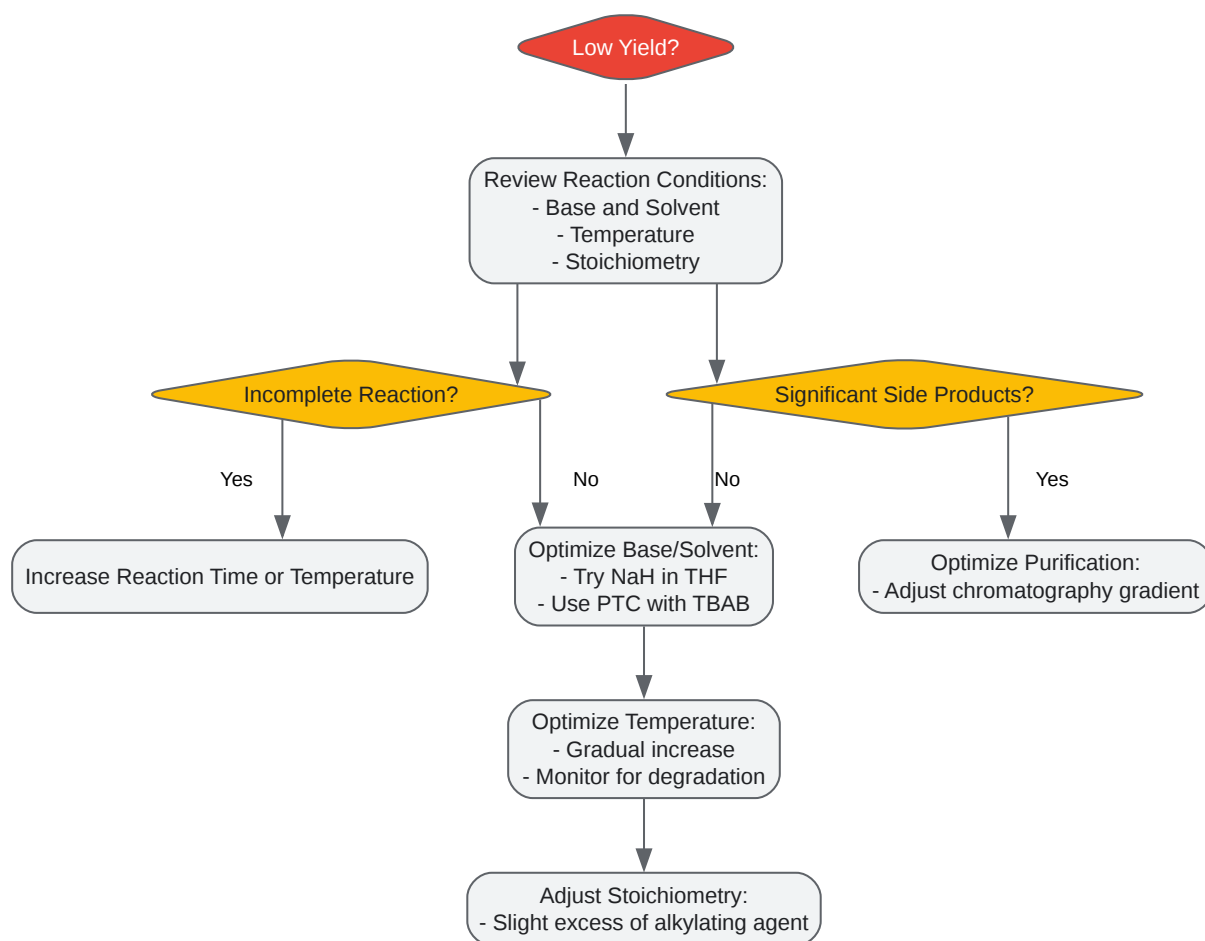 Low Yield?
Review Reaction Conditions:
- Base and Solvent
- Temperature
- Stoichiometry
Incomplete Reaction?
Significant Side Products?
Yes
No
No
Yes
Increase Reaction Time or Temperature
Optimize Base/Solvent:
- Try NaH in THF
- Use PTC with TBAB
Optimize Purification:
- Adjust chromatography gradient
Optimize Temperature:
- Gradual increase
- Monitor for degradation
Adjust Stoichiometry:
- Slight excess of alkylating agent